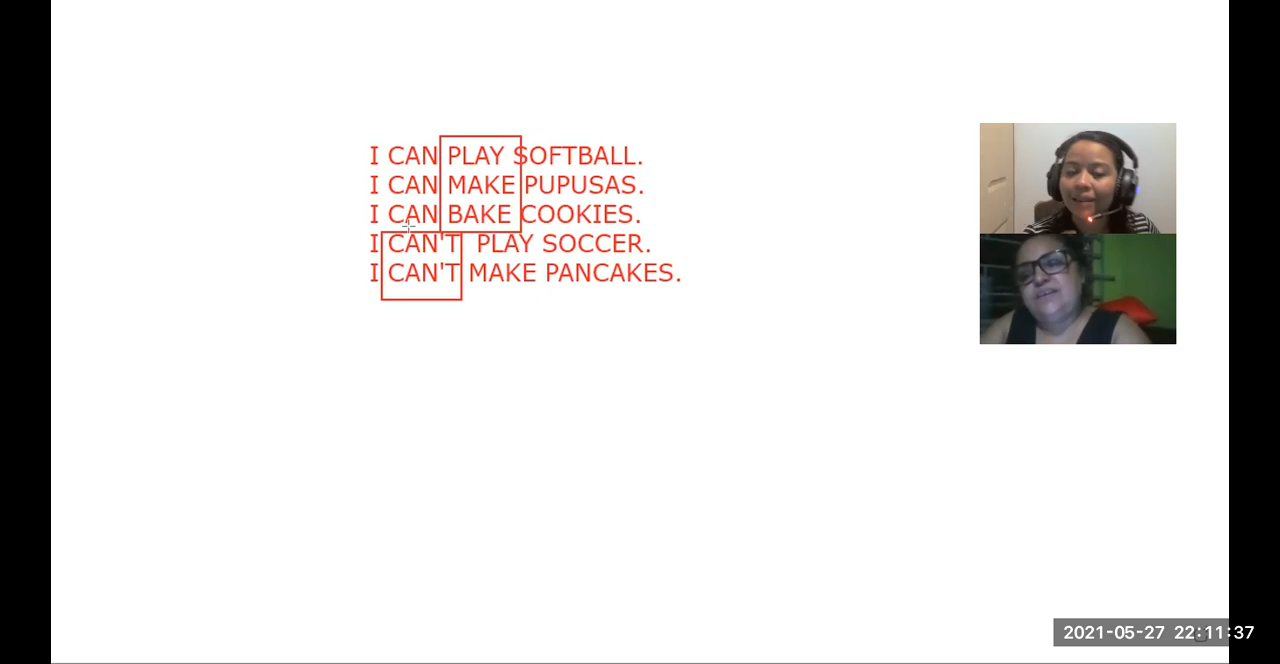 I CAN PLAY SOFTBALL.
I CAN MAKE PUPUSAS.
I CAN BAKE COOKIES.
I CAN'T PLAY SOCCER.
I CAN'T MAKE PANCAKES.
2021-05-27 22:11:37